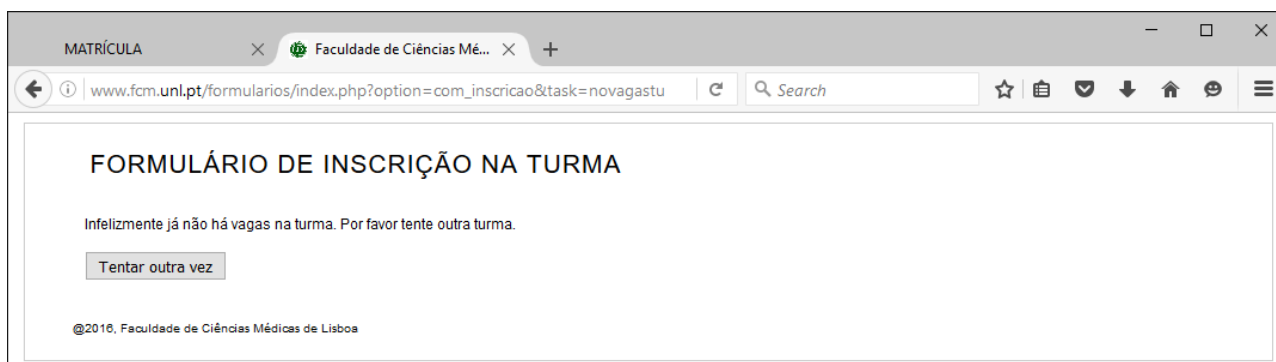 MATRÍCULA
Faculdade de Ciências Mé...
www.fcm.unl.pt/formularios/index.php?option=com_inscricao&task=novagastu
Search
FORMULÁRIO DE INSCRIÇÃO NA TURMA
Infelizmente já não há vagas na turma. Por favor tente outra turma.
Tentar outra vez
@2016, Faculdade de Ciências Médicas de Lisboa